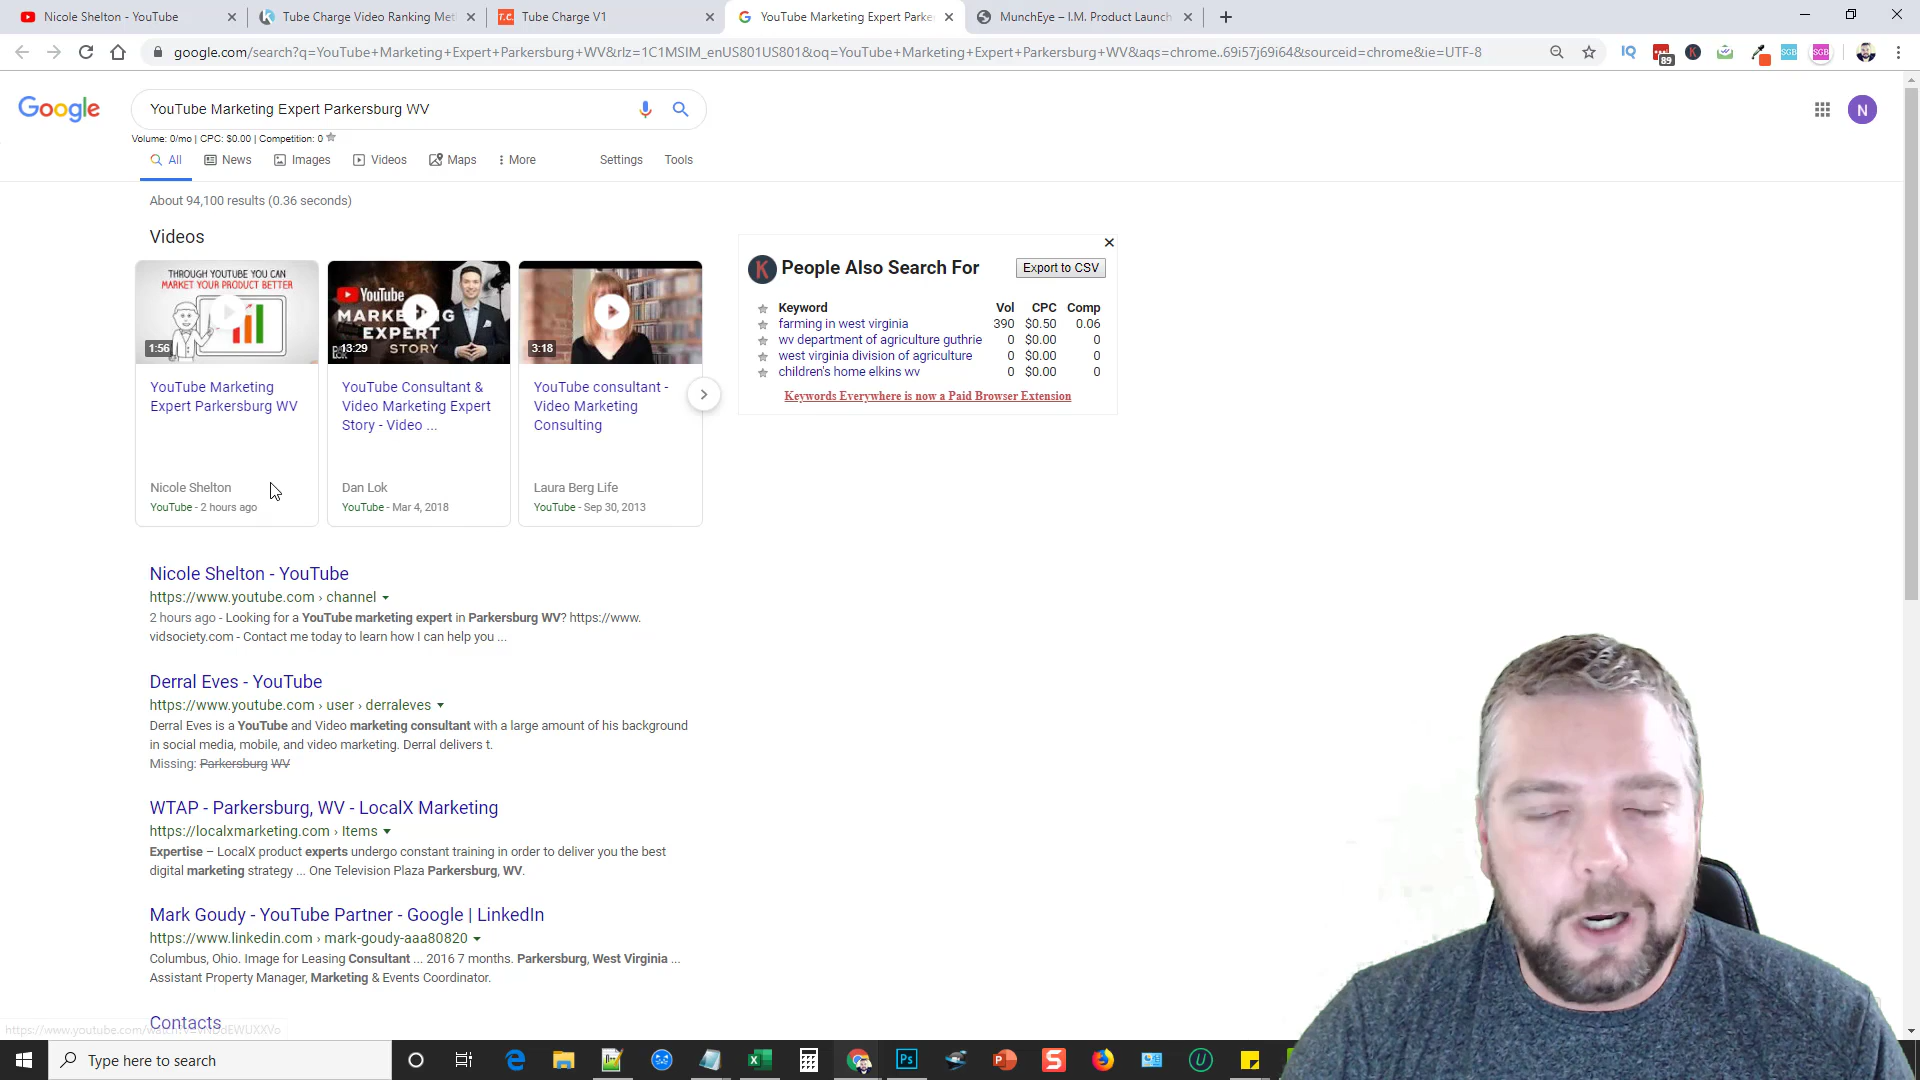 Nicole Shelton - YouTube
Tube Charge Video Ranking Met
Tube Charge V1
YouTube Marketing Expert Parke
MunchEye – I.M. Product Launch
google.com/search?q=YouTube+Marketing+Expert+Parkersburg+WV&rlz=1C1MSIM_enUS801US801&oq=YouTube+Marketing+Expert+Parkersburg+WV&aqs=chrome..69i57j69i64&sourceid=chrome&ie=UTF-8
89
SGB
SGB
Google
YouTube Marketing Expert Parkersburg WV
N
Volume: 0/mo | CPC: $0.00 | Competition: 0
All
News
Images
Videos
Maps
More
Settings
Tools
About 94,100 results (0.36 seconds)
Videos
THROUGH YOUTUBE YOU CAN
MARKET YOUR PRODUCT BETTER
1:56
YouTube Marketing
Expert Parkersburg WV
Nicole Shelton
YouTube - 2 hours ago
YouTube
MARKETING
EXPERT
STORY
13:29
YouTube Consultant &
Video Marketing Expert
Story - Video ...
Dan Lok
YouTube - Mar 4, 2018
3:18
YouTube consultant -
Video Marketing
Consulting
Laura Berg Life
YouTube - Sep 30, 2013
K People Also Search For
Export to CSV
Keyword Vol CPC Comp
farming in west virginia 390 $0.50 0.06
wv department of agriculture guthrie 0 $0.00 0
west virginia division of agriculture 0 $0.00 0
children's home elkins wv 0 $0.00 0
Keywords Everywhere is now a Paid Browser Extension
Nicole Shelton - YouTube
https://www.youtube.com › channel
2 hours ago - Looking for a YouTube marketing expert in Parkersburg WV? https://www.
vidsociety.com - Contact me today to learn how I can help you ...
Derral Eves - YouTube
https://www.youtube.com › user › derraleves
Derral Eves is a YouTube and Video marketing consultant with a large amount of his background
in social media, mobile, and video marketing. Derral delivers t.
Missing: Parkersburg WV
WTAP - Parkersburg, WV - LocalX Marketing
https://localxmarketing.com › Items
Expertise – LocalX product experts undergo constant training in order to deliver you the best
digital marketing strategy ... One Television Plaza Parkersburg, WV.
Mark Goudy - YouTube Partner - Google | LinkedIn
https://www.linkedin.com › mark-goudy-aaa80820
Columbus, Ohio. Image for Leasing Consultant ... 2016 7 months. Parkersburg, West Virginia ...
Assistant Property Manager, Marketing & Events Coordinator.
Contacts
Type here to search